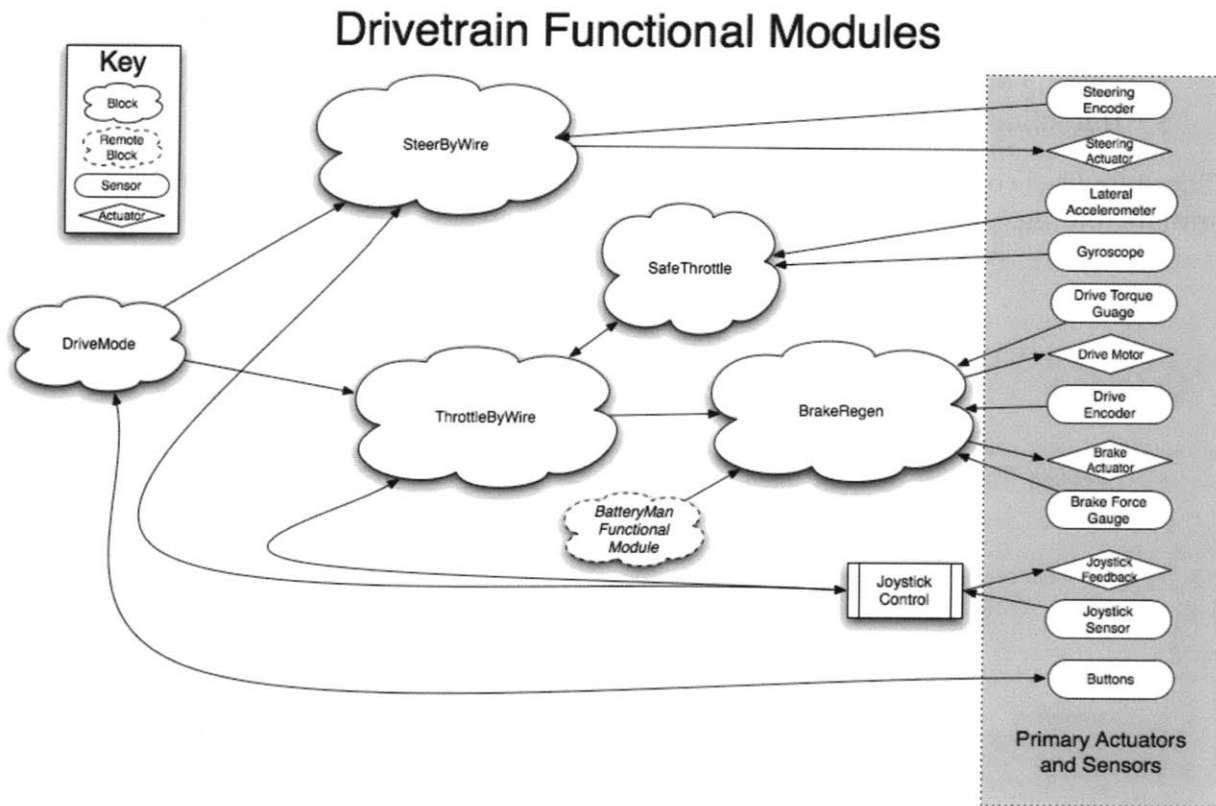 Drivetrain Functional Modules
Key
Block
Remote
Block
Sensor
Actuator
SteerByWire
SafeThrottle
DriveMode
ThrottleByWire
BrakeRegen
BatteryMan
Functional
Module
Joystick
Control
Steering
Encoder
Steering
Actuator
Lateral
Accelerometer
Gyroscope
Drive Torque
Guage
Drive Motor
Drive
Encoder
Brake
Actuator
Brake Force
Gauge
Joystick
Feedback
Joystick
Sensor
Buttons
Primary Actuators
and Sensors